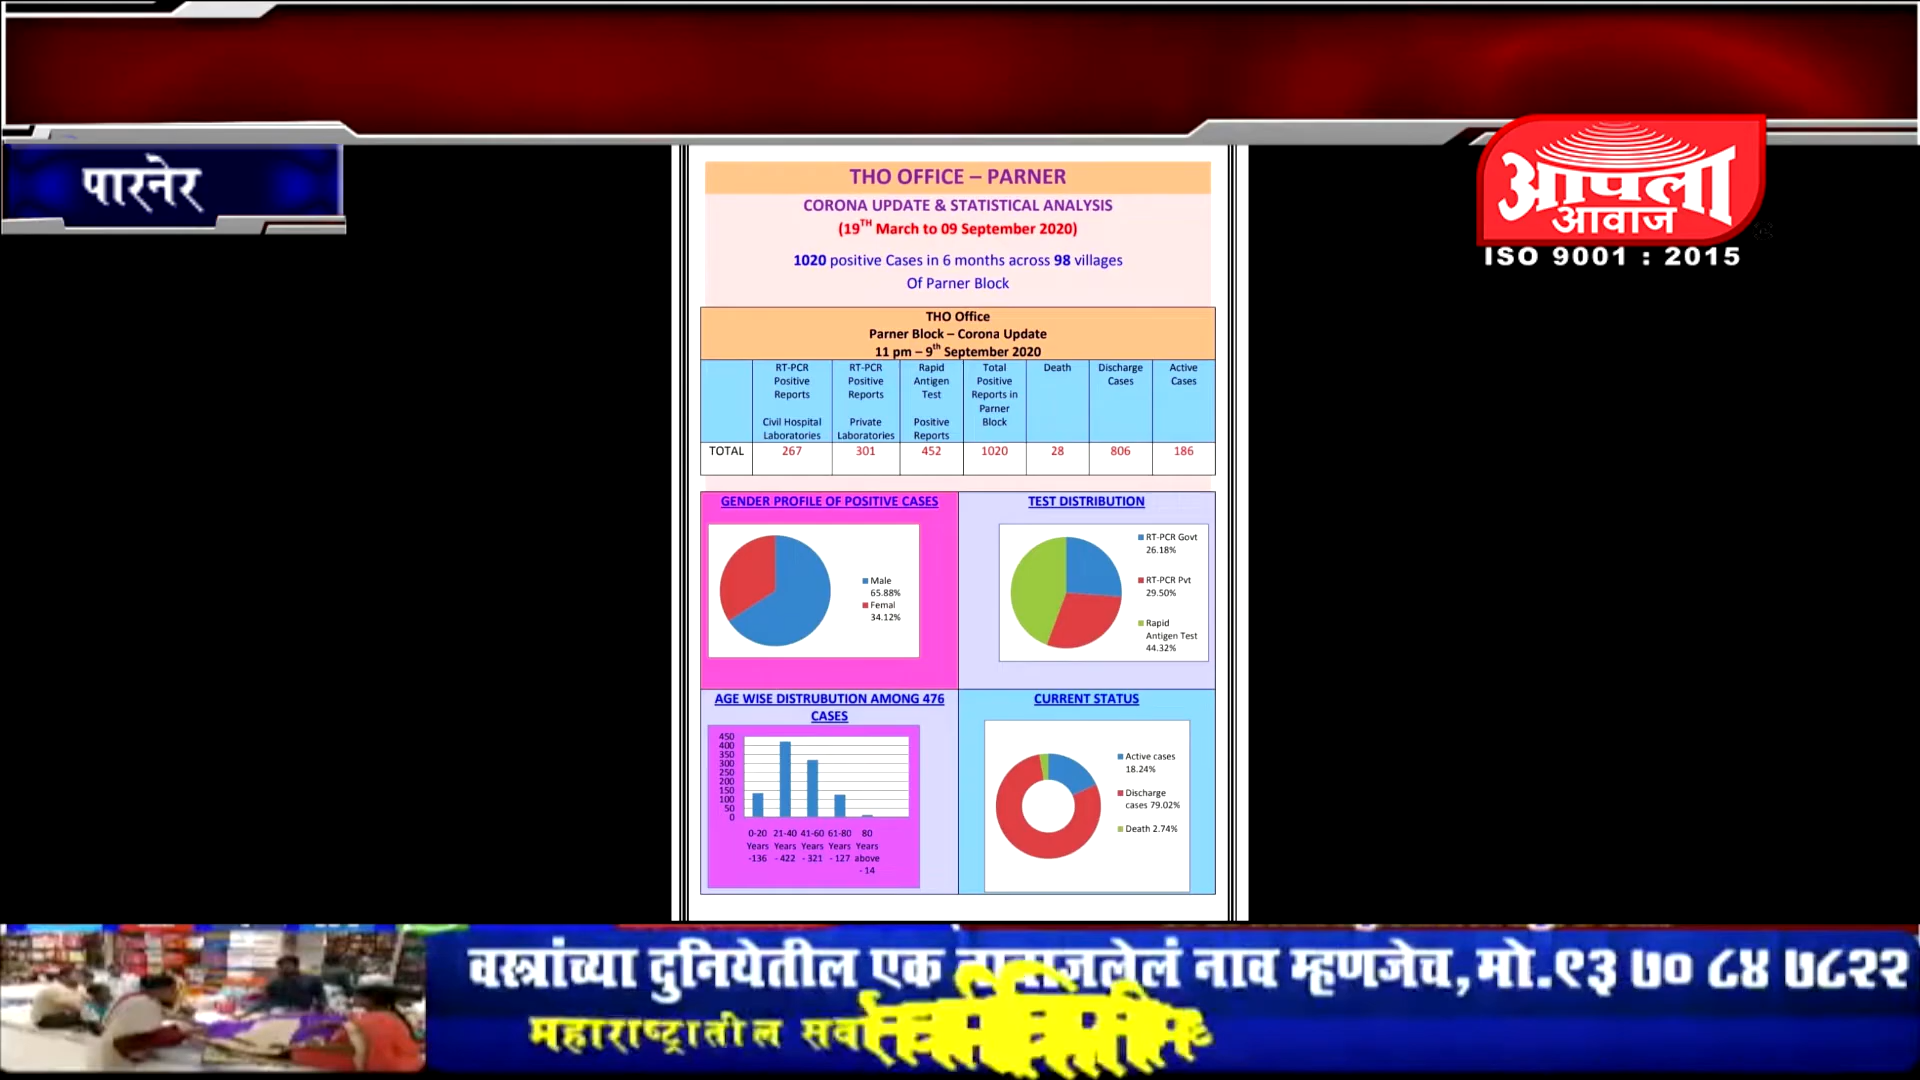 पारनेर
आपला
आवाज
ISO 9001 : 2015
THO OFFICE – PARNER
CORONA UPDATE & STATISTICAL ANALYSIS
(19TH March to 09 September 2020)
1020 positive Cases in 6 months across 98 villages
Of Parner Block
THO Office
Parner Block – Corona Update
11 pm – 9th September 2020
RT-PCR Positive Reports Civil Hospital Laboratories
RT-PCR Positive Reports Private Laboratories
Rapid Antigen Test Positive Reports
Total Positive Reports in Parner Block
Death
Discharge Cases
Active Cases
TOTAL 267 301 452 1020 28 806 186
GENDER PROFILE OF POSITIVE CASES
Male
65.88%
Femal
34.12%
TEST DISTRIBUTION
RT-PCR Govt
26.18%
RT-PCR Pvt
29.50%
Rapid
Antigen Test
44.32%
AGE WISE DISTRUBUTION AMONG 476
CASES
450
400
350
300
250
200
150
100
50
0
0-20 21-40 41-60 61-80 80
Years Years Years Years Years
-136 - 422 - 321 - 127 above
- 14
CURRENT STATUS
Active cases
18.24%
Discharge
cases 79.02%
Death 2.74%
वस्त्रांच्या दुनियेतील एक नावाजलेलं नाव म्हणजेच, मो.९३ ७० ८४ ७८२२
महाराष्ट्रातील